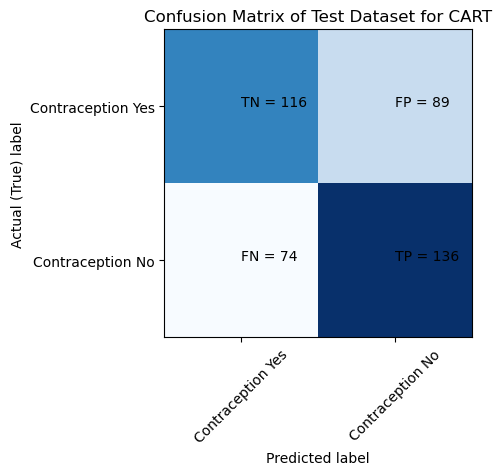 Confusion Matrix of Test Dataset for CART
Actual (True) label
Contraception Yes
TN = 116
FP = 89
Contraception No
FN = 74
TP = 136
Contraception Yes
Contraception No
Predicted label